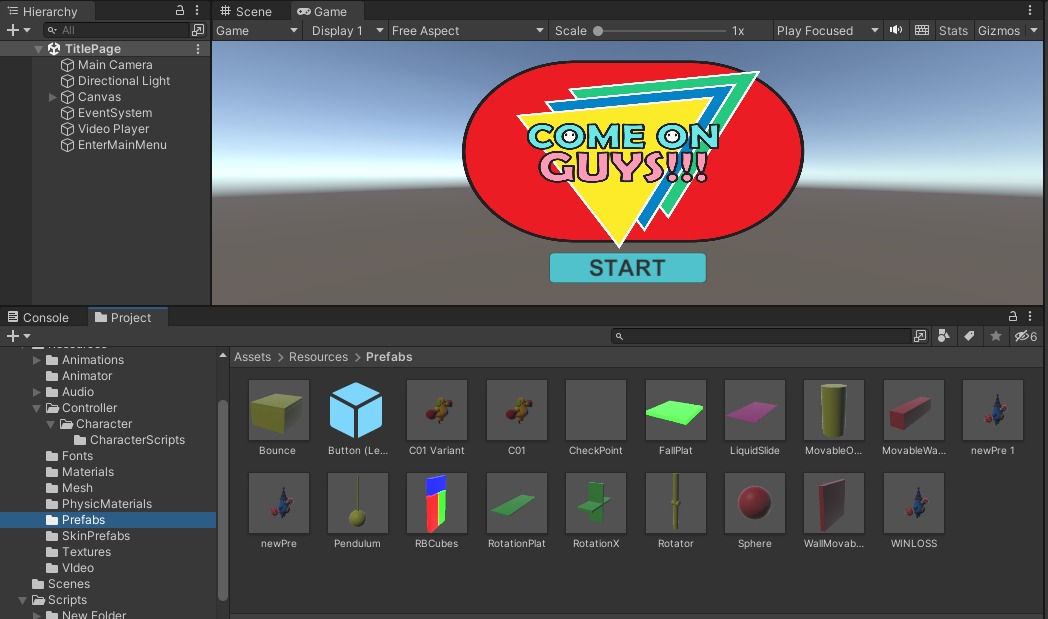 Hierarchy
Scene
Game
All
Game
Display 1
Free Aspect
Scale
1x
Play Focused
Stats
Gizmos
TitlePage
Main Camera
Directional Light
Canvas
EventSystem
Video Player
EnterMainMenu
COME ON
GUYS!!!
START
Console
Project
6
Resources
Animations
Animator
Audio
Controller
Character
CharacterScripts
Fonts
Materials
Mesh
PhysicMaterials
Prefabs
SkinPrefabs
Textures
VIdeo
Scenes
Scripts
New Folder
Assets > Resources > Prefabs
Bounce
Button (Le...
C01 Variant
C01
CheckPoint
FallPlat
LiquidSlide
MovableO...
MovableWa...
newPre 1
newPre
Pendulum
RBCubes
RotationPlat
RotationX
Rotator
Sphere
WallMovab...
WINLOSS